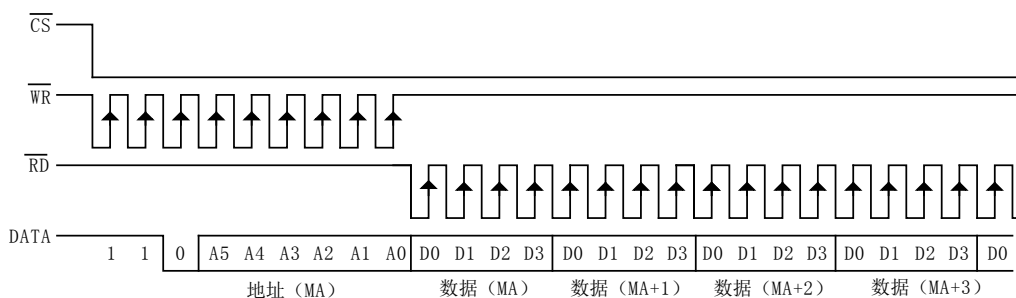 CS
WR
RD
DATA 1 1 0 A5 A4 A3 A2 A1 A0 D0 D1 D2 D3 D0 D1 D2 D3 D0 D1 D2 D3 D0 D1 D2 D3 D0
地址（MA） 数据（MA） 数据（MA+1） 数据（MA+2） 数据（MA+3）